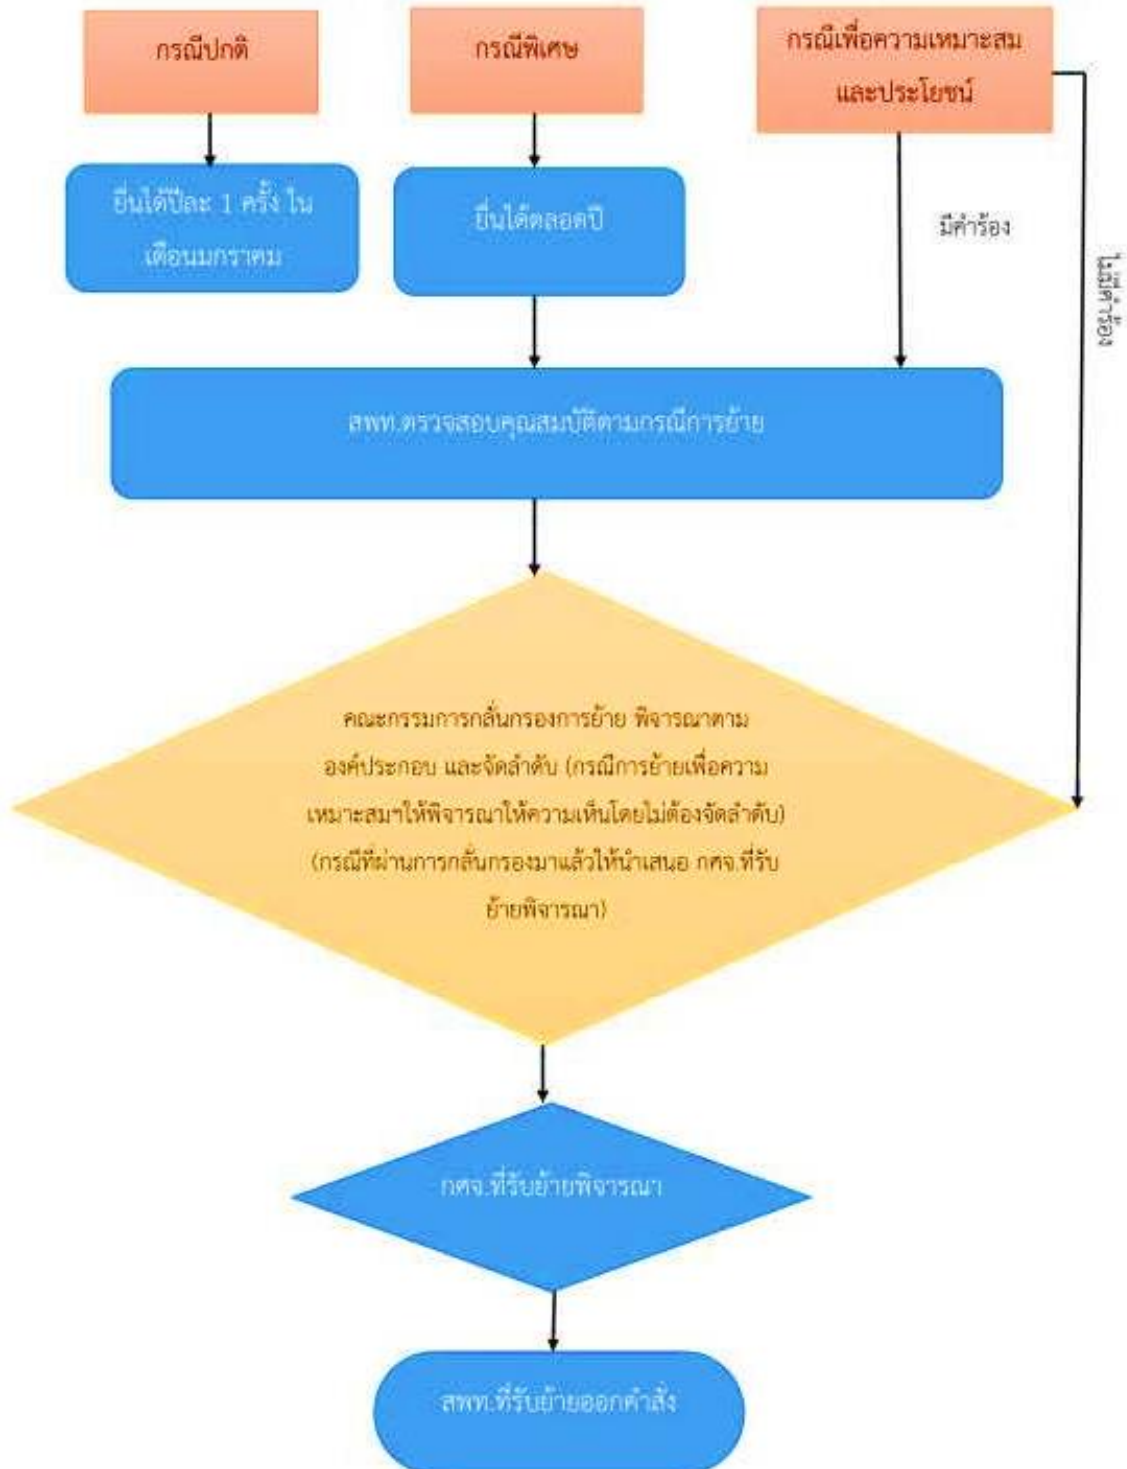 กรณีปกติ
กรณีพิเศษ
กรณีเพื่อความเหมาะสม
และประโยชน์
ยื่นได้ปีละ 1 ครั้ง ใน
เดือนมกราคม
ยื่นได้ตลอดปี
มีคำร้อง
ไม่มีคำร้อง
สพท.ตรวจสอบคุณสมบัติตามกรณีการย้าย
คณะกรรมการกลั่นกรองการย้าย พิจารณาตาม
องค์ประกอบ และจัดลำดับ (กรณีการย้ายเพื่อความ
เหมาะสมฯให้พิจารณาให้ความเห็นโดยไม่ต้องจัดลำดับ)
(กรณีที่ผ่านการกลั่นกรองมาแล้วให้นำเสนอ กศจ.ที่รับ
ย้ายพิจารณา)
กศจ.ที่รับย้ายพิจารณา
สพท.ที่รับย้ายออกคำสั่ง